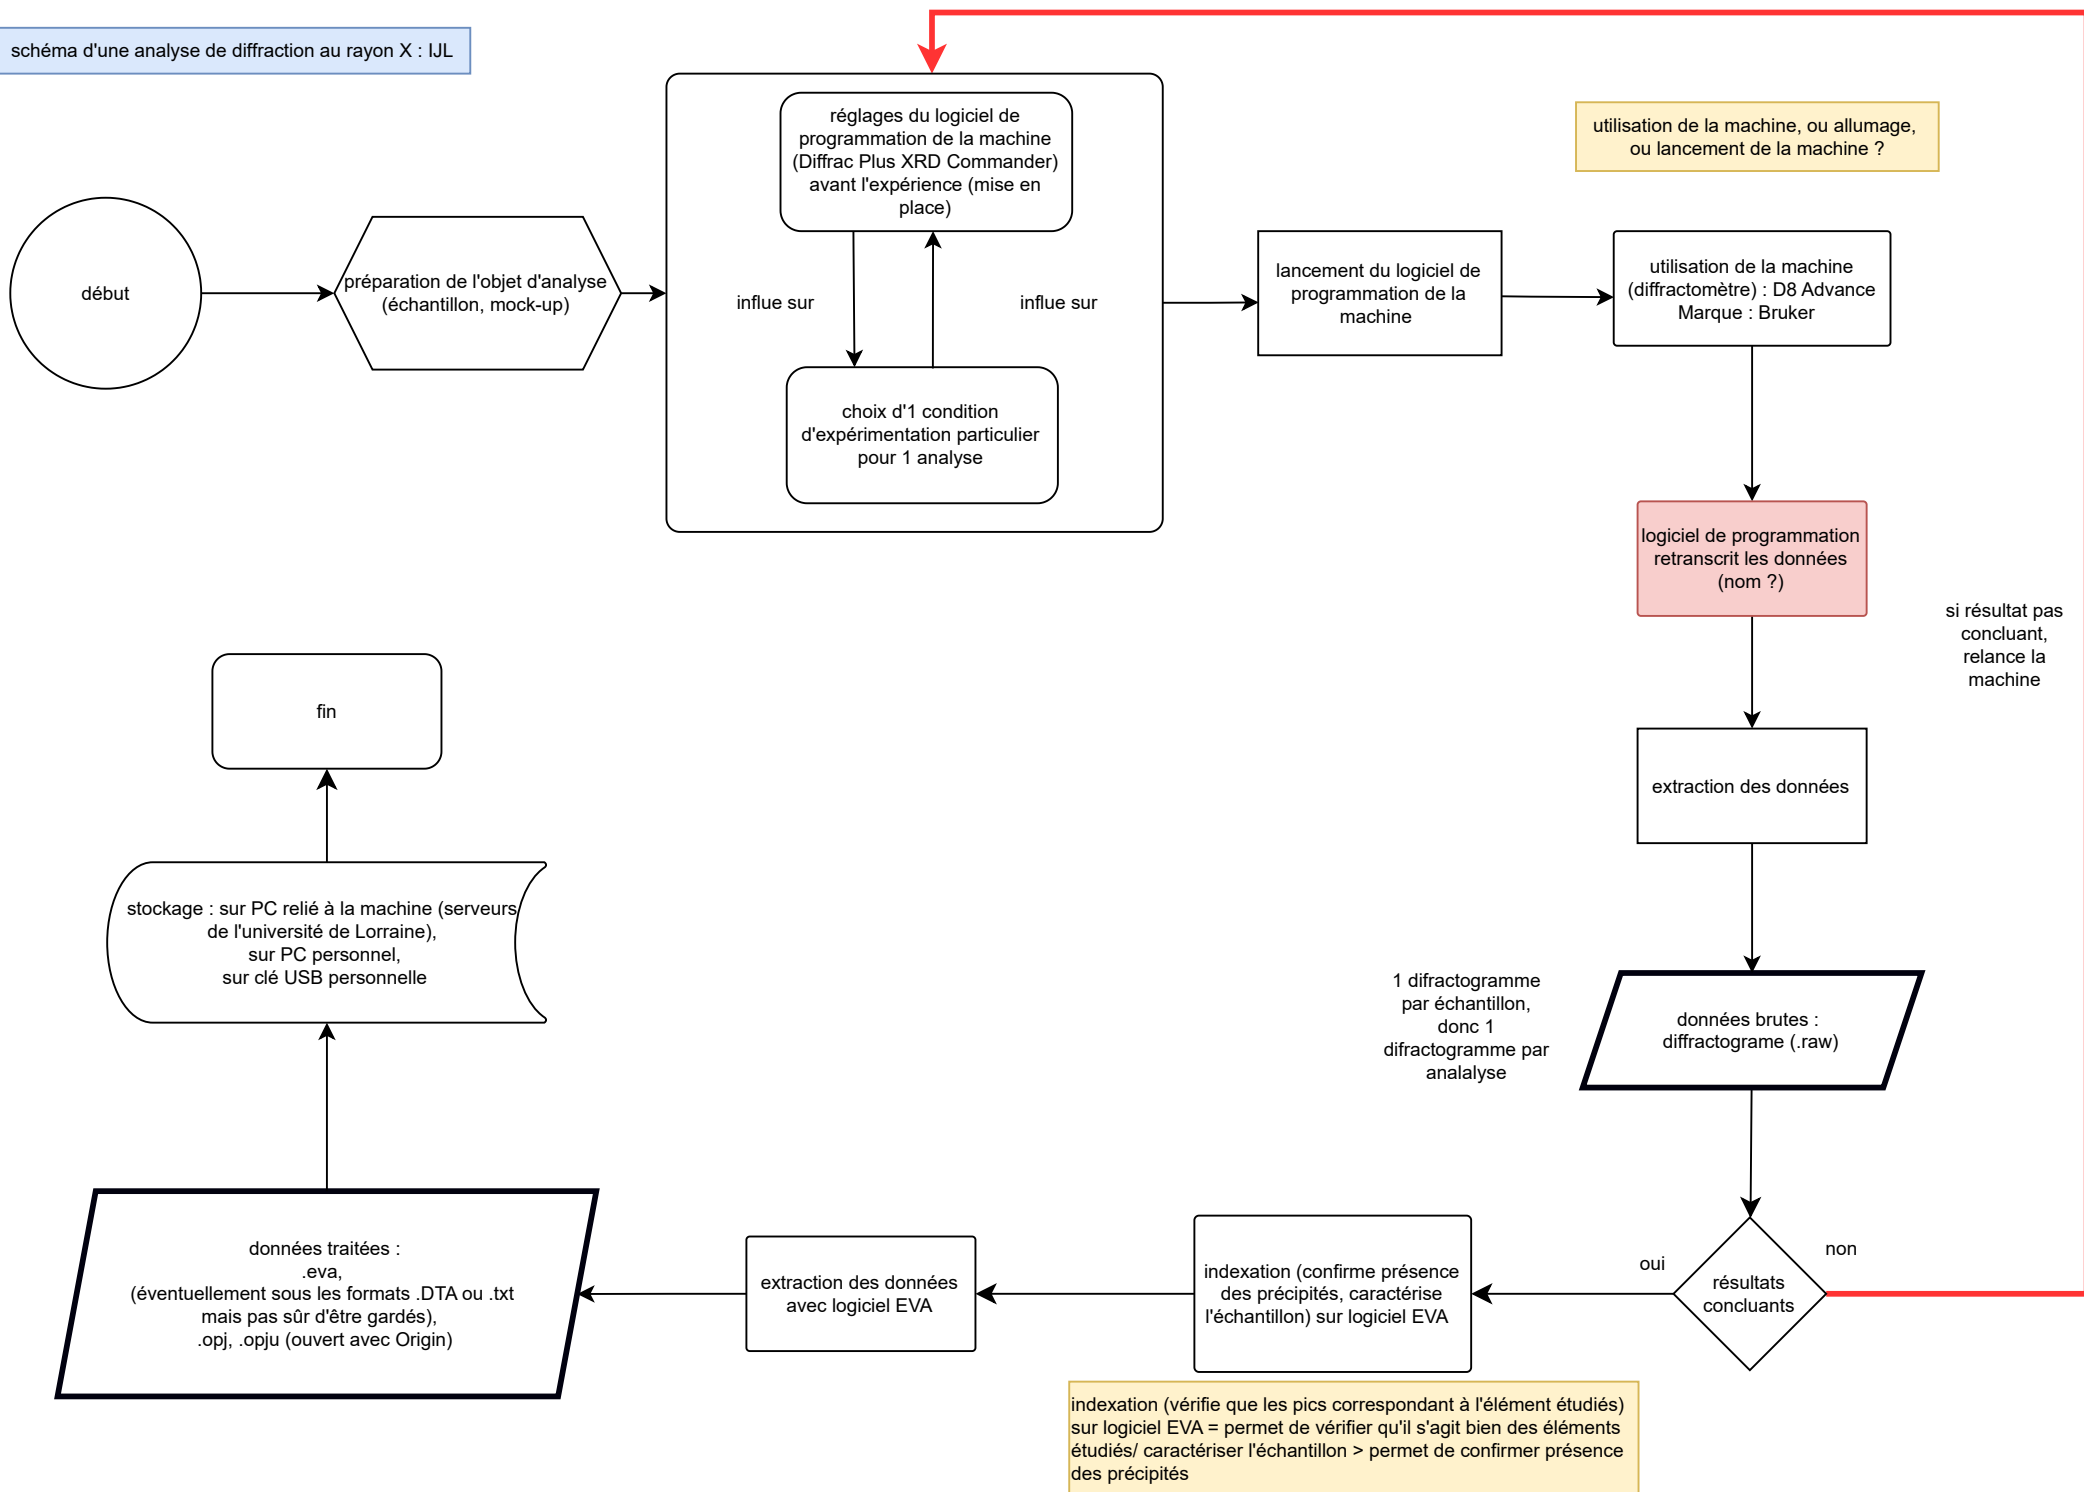 schéma d'une analyse de diffraction au rayon X : IJL
réglages du logiciel de
programmation de la machine
(Diffrac Plus XRD Commander)
avant l'expérience (mise en
place)
utilisation de la machine, ou allumage,
ou lancement de la machine ?
début
préparation de l'objet d'analyse
(échantillon, mock-up)
influe sur
influe sur
choix d'1 condition
d'expérimentation particulier
pour 1 analyse
lancement du logiciel de
programmation de la
machine
utilisation de la machine
(diffractomètre) : D8 Advance
Marque : Bruker
logiciel de programmation
retranscrit les données
(nom ?)
si résultat pas
concluant,
relance la
machine
extraction des données
1 difractogramme
par échantillon,
donc 1
difractogramme par
analalyse
données brutes :
diffractograme (.raw)
résultats
concluants
non
oui
indexation (confirme présence
des précipités, caractérise
l'échantillon) sur logiciel EVA
indexation (vérifie que les pics correspondant à l'élément étudiés)
sur logiciel EVA = permet de vérifier qu'il s'agit bien des éléments
étudiés/ caractériser l'échantillon > permet de confirmer présence
des précipités
extraction des données
avec logiciel EVA
données traitées :
.eva,
(éventuellement sous les formats .DTA ou .txt
mais pas sûr d'être gardés),
.opj, .opju (ouvert avec Origin)
stockage : sur PC relié à la machine (serveurs
de l'université de Lorraine),
sur PC personnel,
sur clé USB personnelle
fin